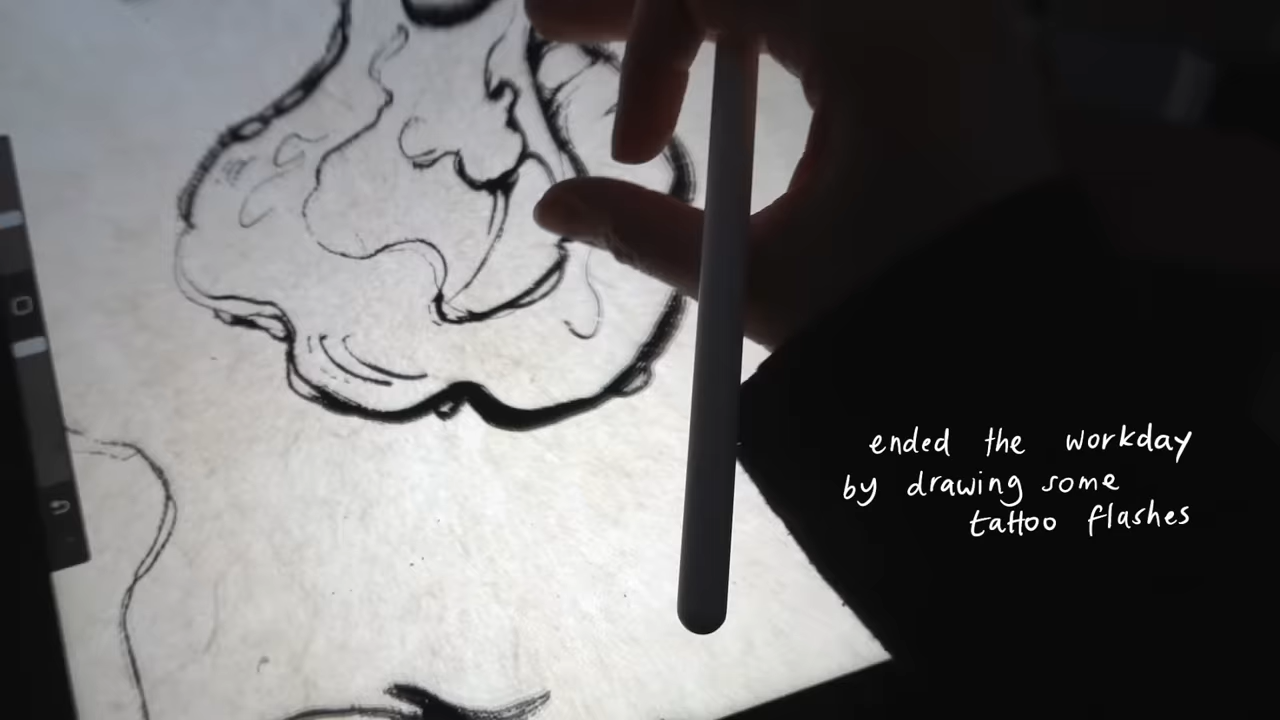 ended the workday
by drawing some
tattoo flashes